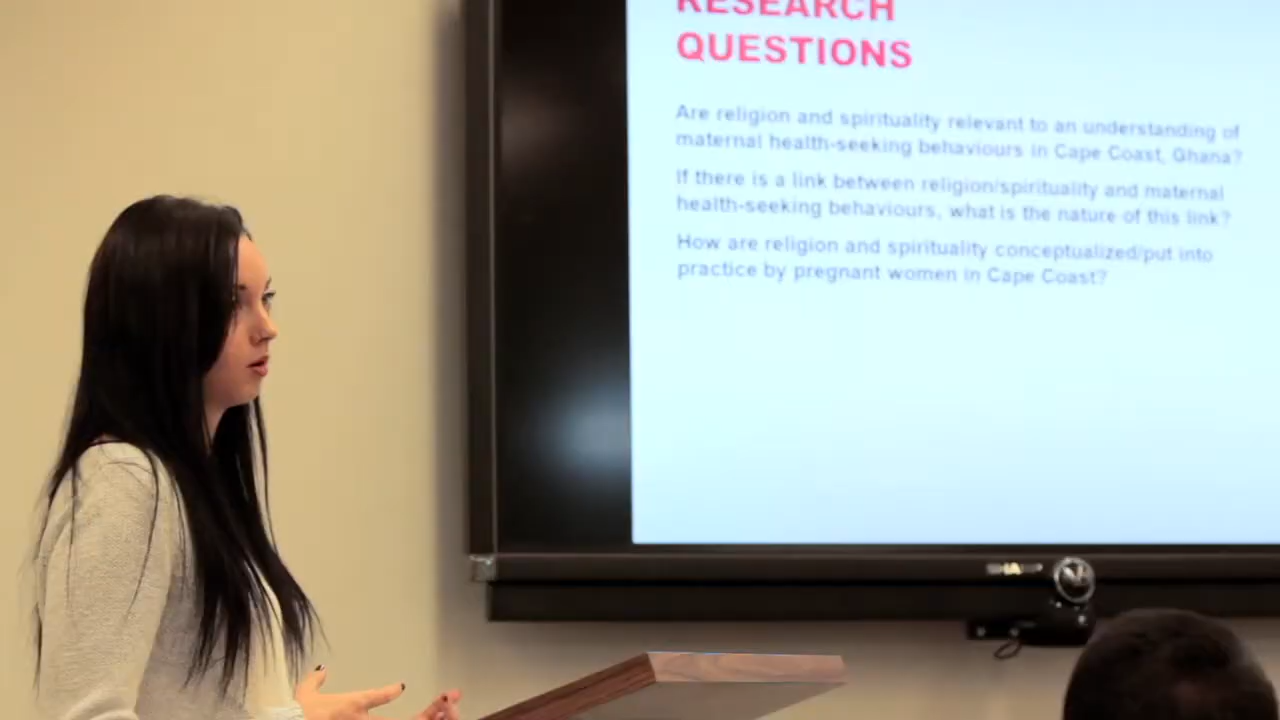 RESEARCH
QUESTIONS
Are religion and spirituality relevant to an understanding of
maternal health-seeking behaviours in Cape Coast, Ghana?
If there is a link between religion/spirituality and maternal
health-seeking behaviours, what is the nature of this link?
How are religion and spirituality conceptualized/put into
practice by pregnant women in Cape Coast?